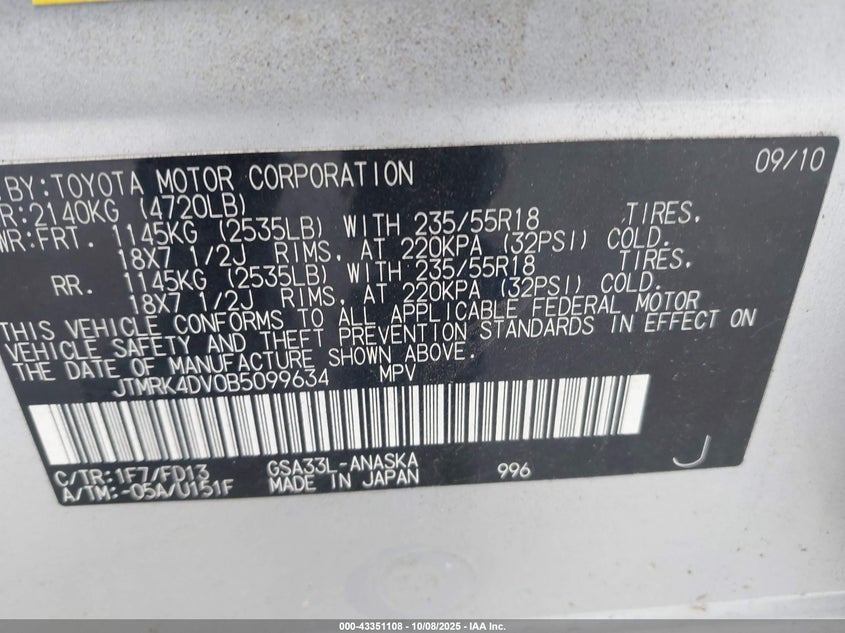 09/10
.BY:TOYOTA MOTOR CORPORATION
R:2140KG (4720LB)
WR:FRT. 1145KG (2535LB) WITH 235/55R18 TIRES.
18X7 1/2J RIMS, AT 220KPA (32PSI) COLD.
RR. 1145KG (2535LB) WITH 235/55R18 TIRES.
18X7 1/2J RIMS, AT 220KPA (32PSI) COLD.
THIS VEHICLE CONFORMS TO ALL APPLICABLE FEDERAL MOTOR
VEHICLE SAFETY AND THEFT PREVENTION STANDARDS IN EFFECT ON
THE DATE OF MANUFACTURE SHOWN ABOVE.
JTMRK4DV0B5099634 MPV
C/TR:1F7/FD13 GSA33L-ANASKA 996 J
A/TM:-05A/U151F MADE IN JAPAN
000-43351108 - 10/08/2025 - IAA Inc.